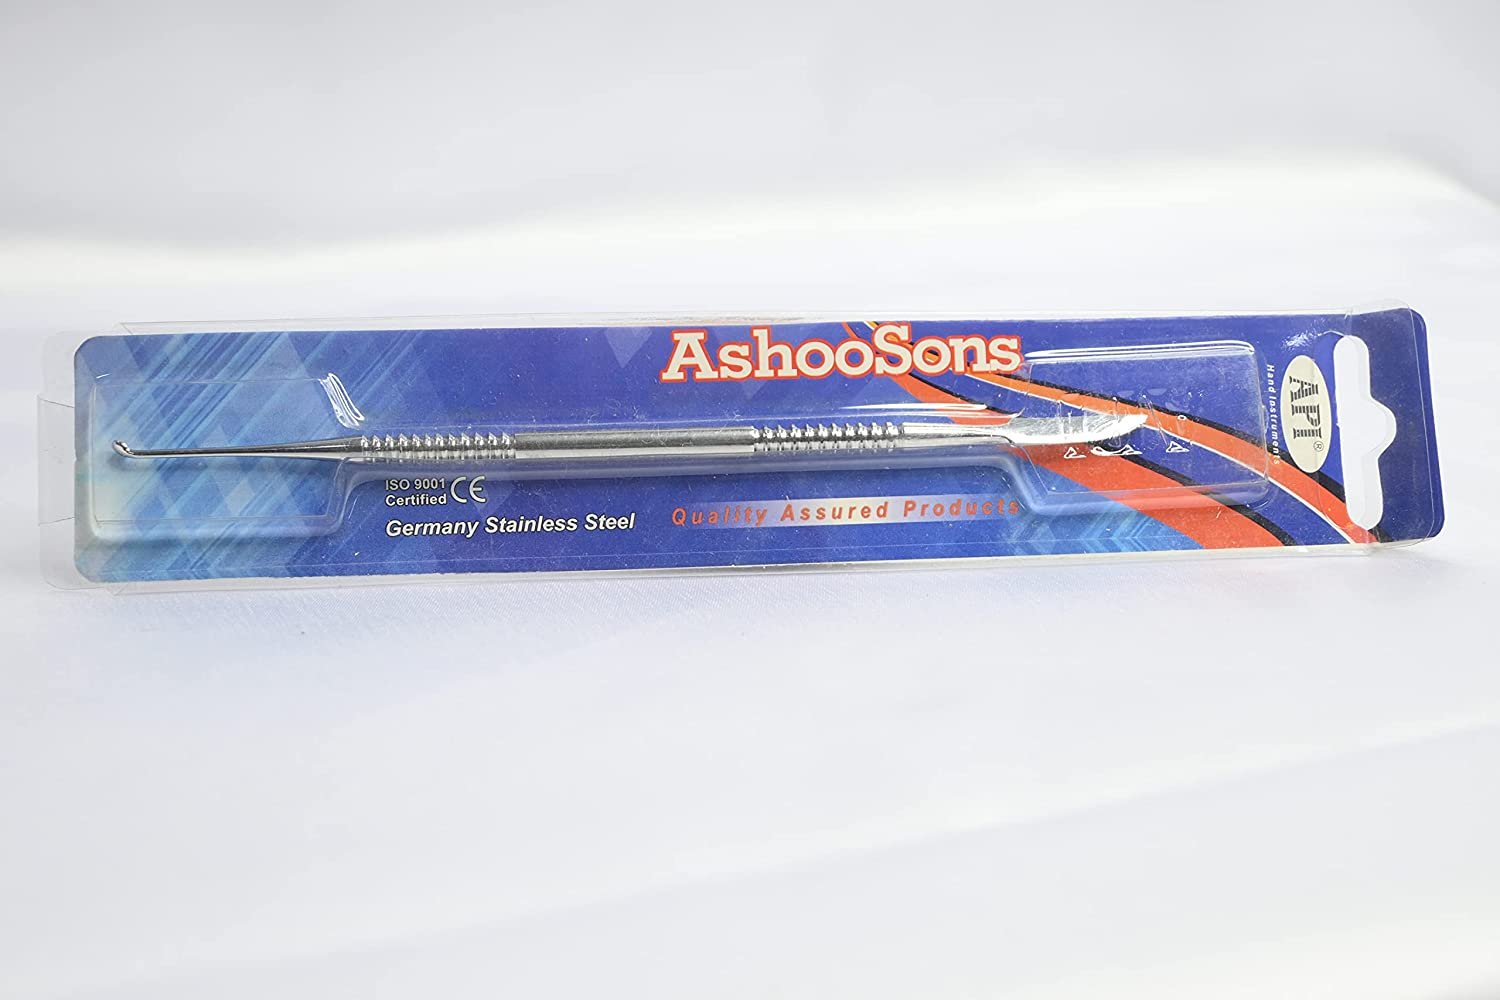 AshooSons
API®
Hand Instruments
ISO 9001
Certified CE
Germany Stainless Steel
Quality Assured Products